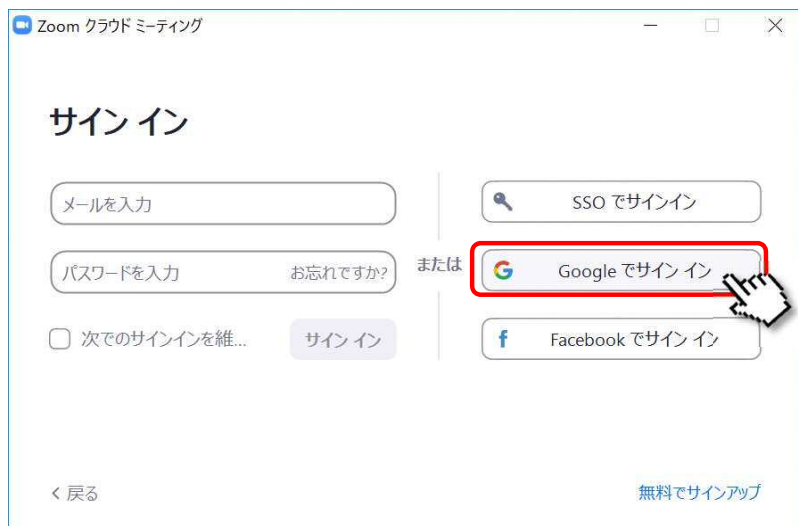 Zoom クラウド ミーティング
サイン イン
メールを入力
パスワードを入力 お忘れですか?
次でのサインインを維... サイン イン
または
SSO でサインイン
Google でサイン イン
Facebook でサイン イン
< 戻る
無料でサインアップ